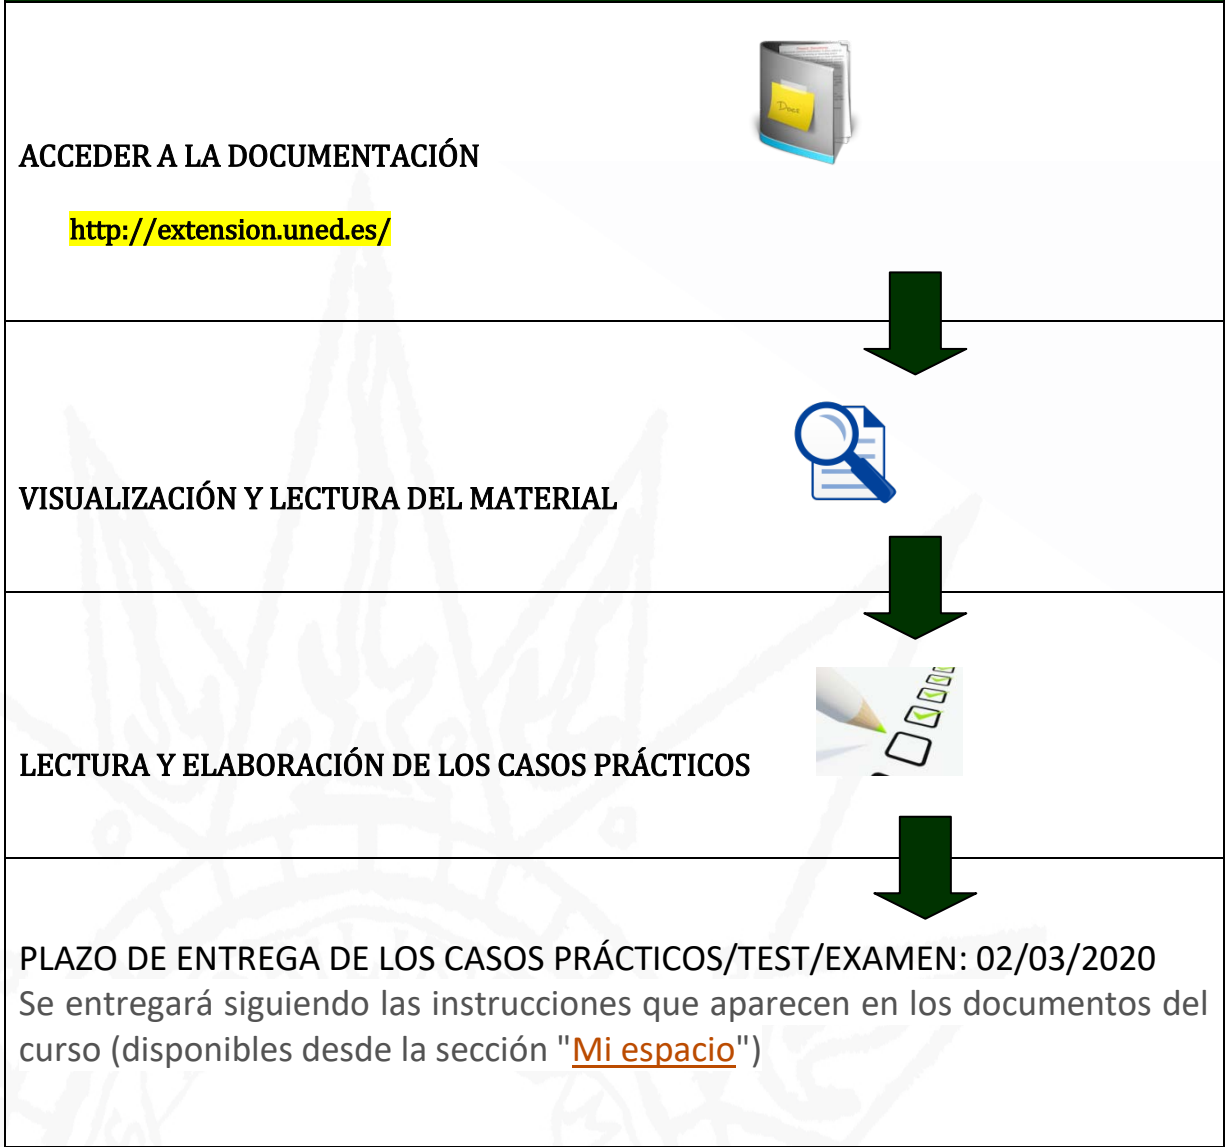 Docs
ACCEDER A LA DOCUMENTACIÓN
http://extension.uned.es/
VISUALIZACIÓN Y LECTURA DEL MATERIAL
LECTURA Y ELABORACIÓN DE LOS CASOS PRÁCTICOS
PLAZO DE ENTREGA DE LOS CASOS PRÁCTICOS/TEST/EXAMEN: 02/03/2020
Se entregará siguiendo las instrucciones que aparecen en los documentos del
curso (disponibles desde la sección "Mi espacio")